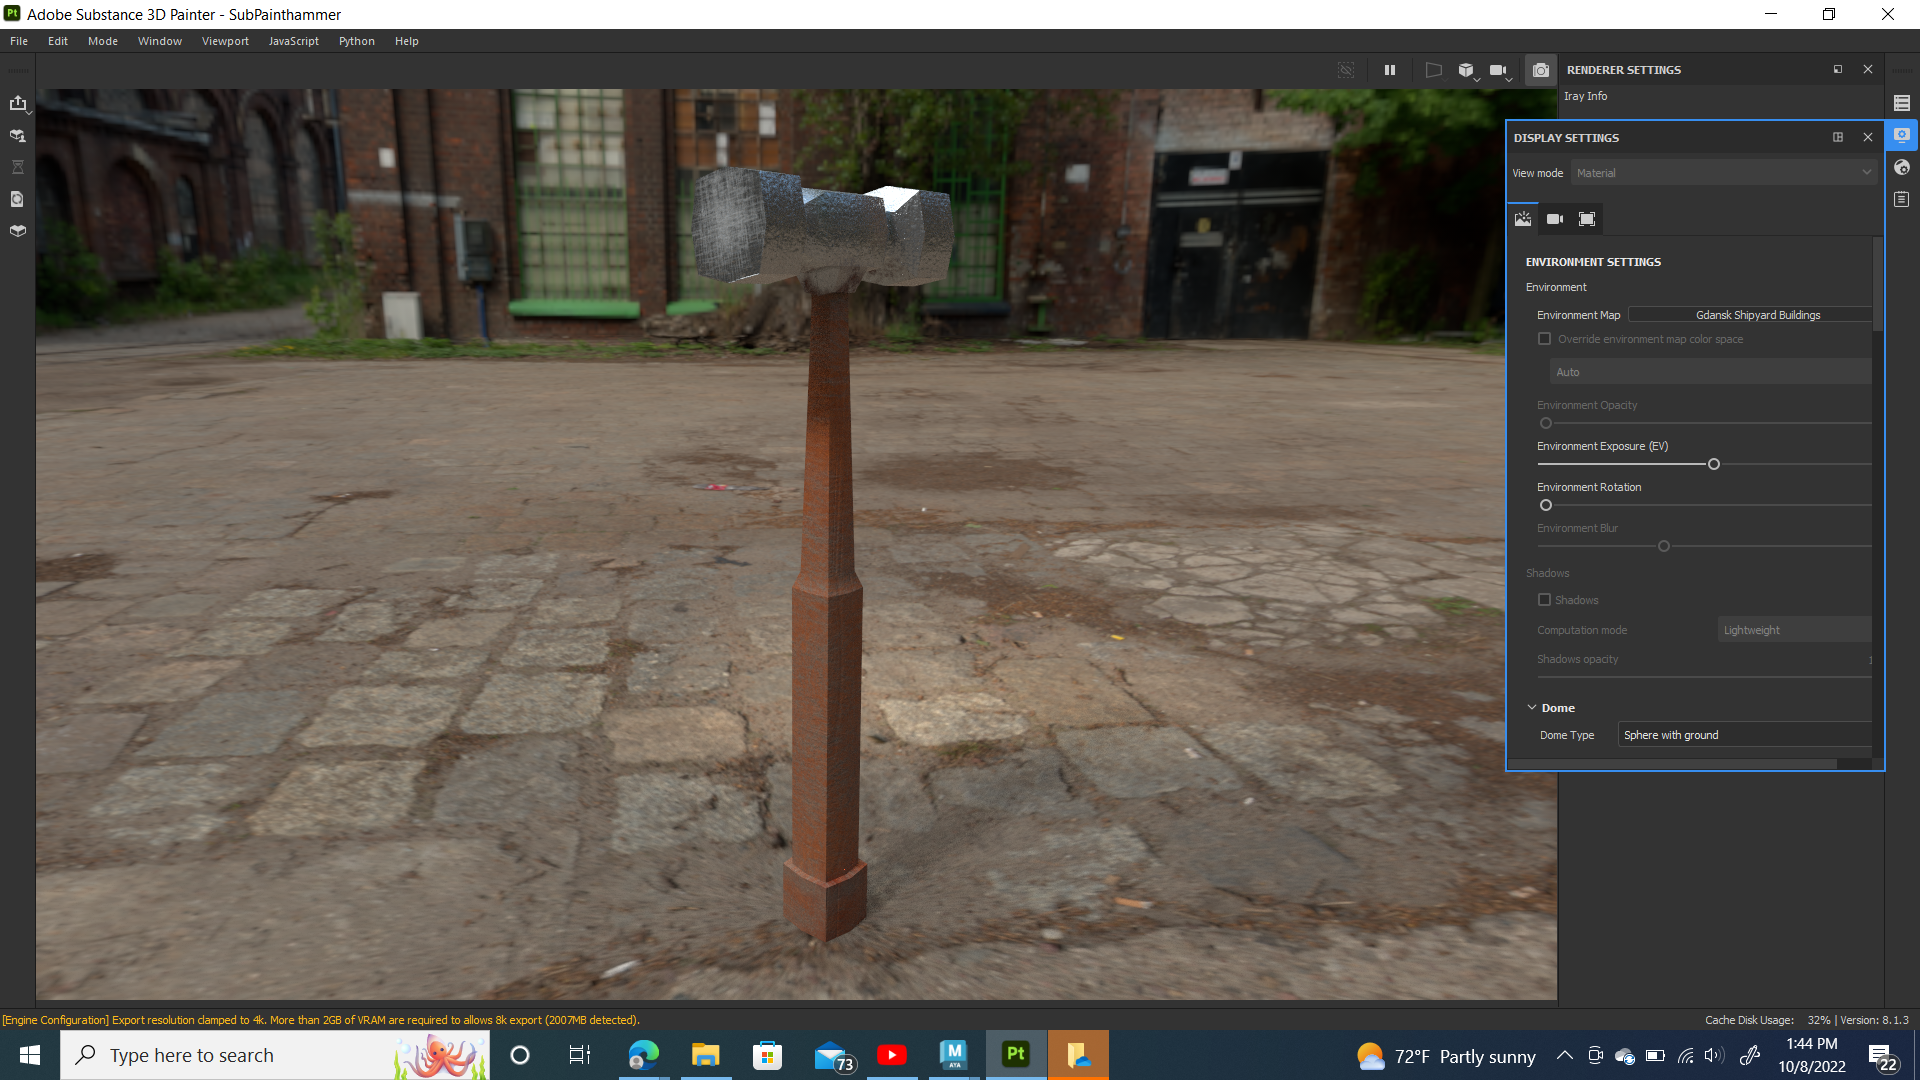 Pt Adobe Substance 3D Painter - SubPainthammer
File Edit Mode Window Viewport JavaScript Python Help
RENDERER SETTINGS
Iray Info
DISPLAY SETTINGS
View mode Material
ENVIRONMENT SETTINGS
Environment
Environment Map Gdansk Shipyard Buildings
Override environment map color space
Auto
Environment Opacity
Environment Exposure (EV)
Environment Rotation
Environment Blur
Shadows
Shadows
Computation mode Lightweight
Shadows opacity
Dome
Dome Type Sphere with ground
[Engine Configuration] Export resolution clamped to 4k. More than 2GB of VRAM are required to allows 8k export (2007MB detected).
Cache Disk Usage: 32% | Version: 8.1.3
Type here to search
73
M
AYA
Pt
72°F Partly sunny
1:44 PM
10/8/2022
22